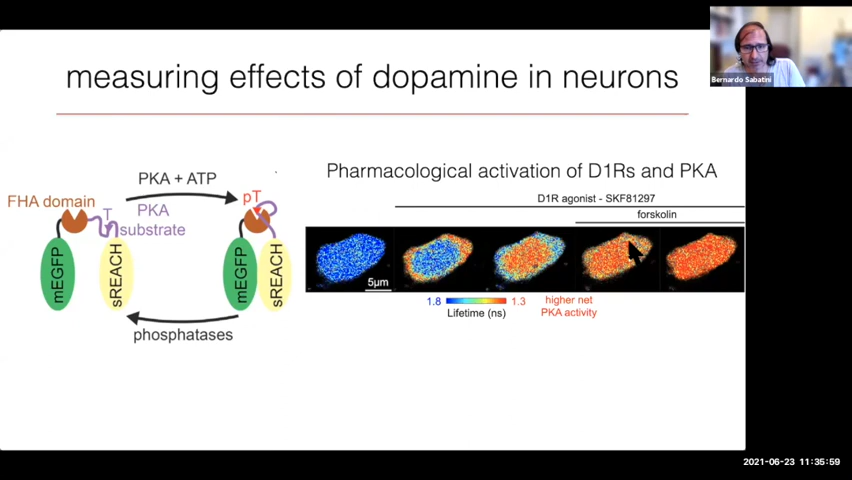 Bernardo Sabatini
measuring effects of dopamine in neurons
PKA + ATP
FHA domain
T
PKA
substrate
pT
mEGFP
sREACH
mEGFP
sREACH
phosphatases
Pharmacological activation of D1Rs and PKA
D1R agonist - SKF81297
forskolin
5μm
1.8
1.3
Lifetime (ns)
higher net
PKA activity
2021-06-23 11:35:59